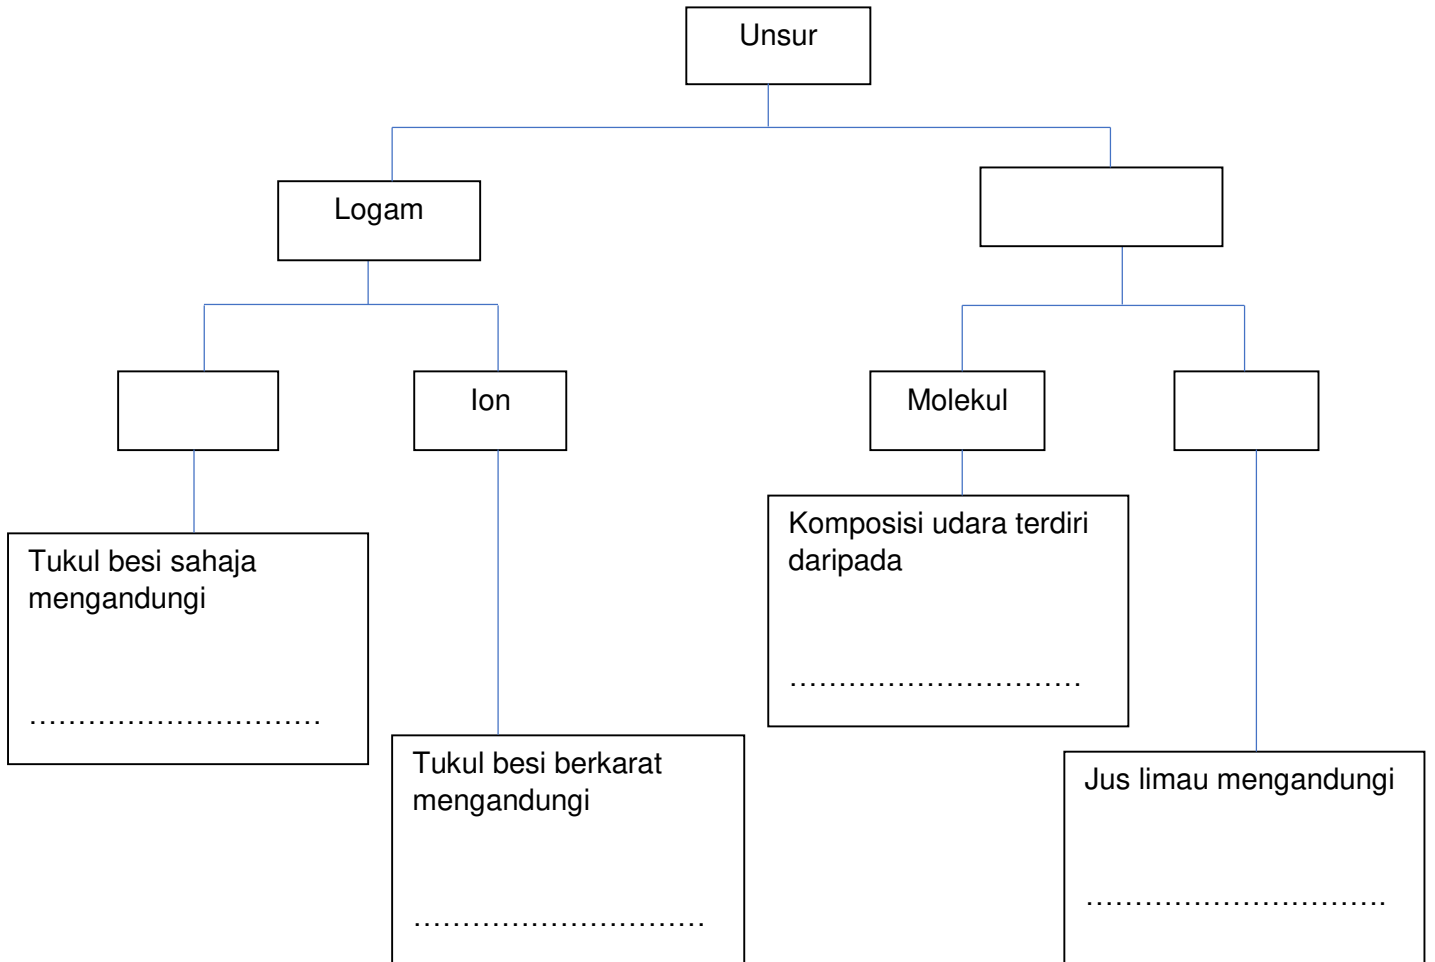 Unsur
Logam
Ion
Molekul
Tukul besi sahaja
mengandungi
..............................
Tukul besi berkarat
mengandungi
..............................
Komposisi udara terdiri
daripada
..............................
Jus limau mengandungi
...............................